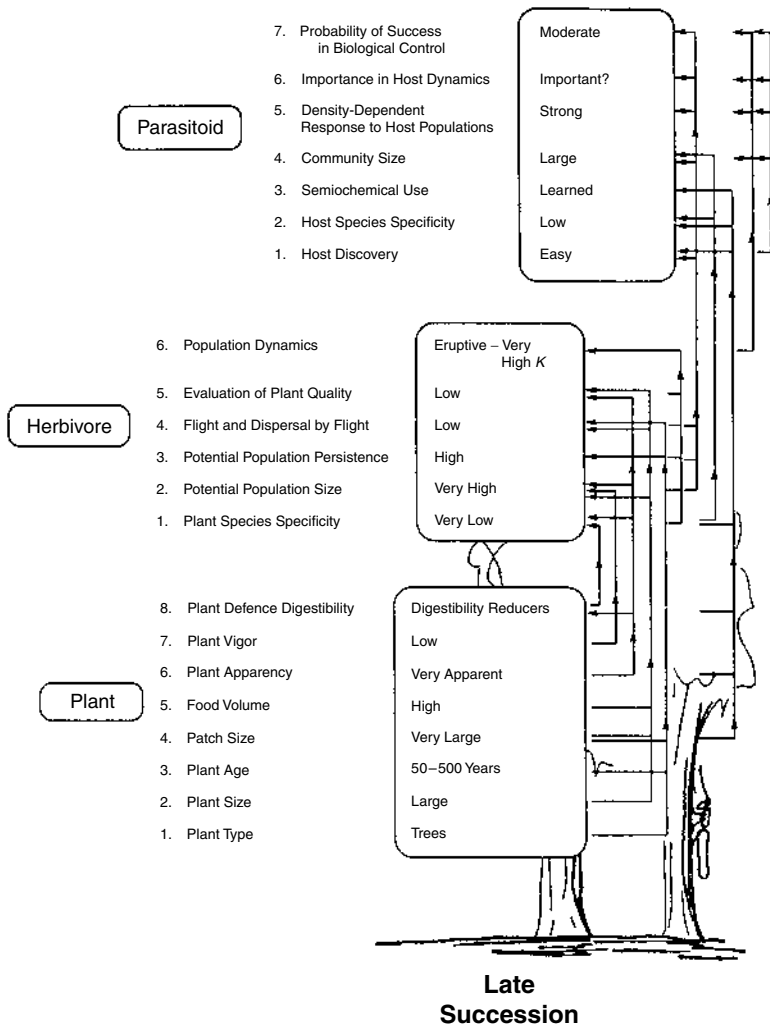 7. Probability of Success Moderate
in Biological Control
6. Importance in Host Dynamics Important?
5. Density-Dependent Strong
Response to Host Populations
Parasitoid
4. Community Size Large
3. Semiochemical Use Learned
2. Host Species Specificity Low
1. Host Discovery Easy
6. Population Dynamics Eruptive – Very
High K
5. Evaluation of Plant Quality Low
Herbivore
4. Flight and Dispersal by Flight Low
3. Potential Population Persistence High
2. Potential Population Size Very High
1. Plant Species Specificity Very Low
8. Plant Defence Digestibility Digestibility Reducers
7. Plant Vigor Low
6. Plant Apparency Very Apparent
Plant
5. Food Volume High
4. Patch Size Very Large
3. Plant Age 50–500 Years
2. Plant Size Large
1. Plant Type Trees
Late
Succession